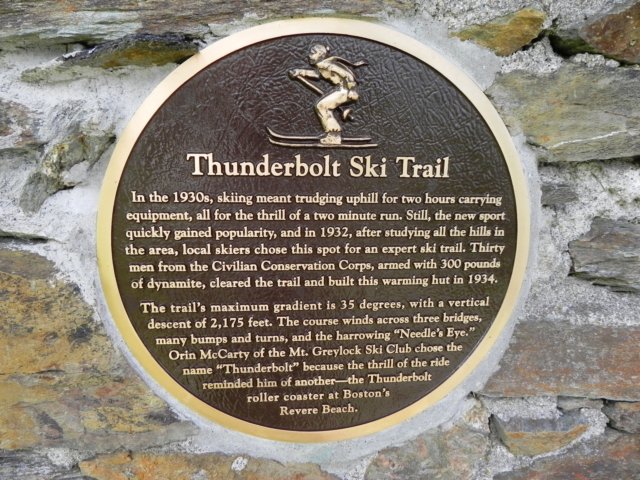 Thunderbolt Ski Trail
In the 1930s, skiing meant trudging uphill for two hours carrying
equipment, all for the thrill of a two minute run. Still, the new sport
quickly gained popularity, and in 1932, after studying all the hills in
the area, local skiers chose this spot for an expert ski trail. Thirty
men from the Civilian Conservation Corps, armed with 300 pounds
of dynamite, cleared the trail and built this warming hut in 1934.
The trail's maximum gradient is 35 degrees, with a vertical
descent of 2,175 feet. The course winds across three bridges,
many bumps and turns, and the harrowing “Needle's Eye.”
Orin McCarty of the Mt. Greylock Ski Club chose the
name “Thunderbolt” because the thrill of the ride
reminded him of another—the Thunderbolt
roller coaster at Boston's
Revere Beach.